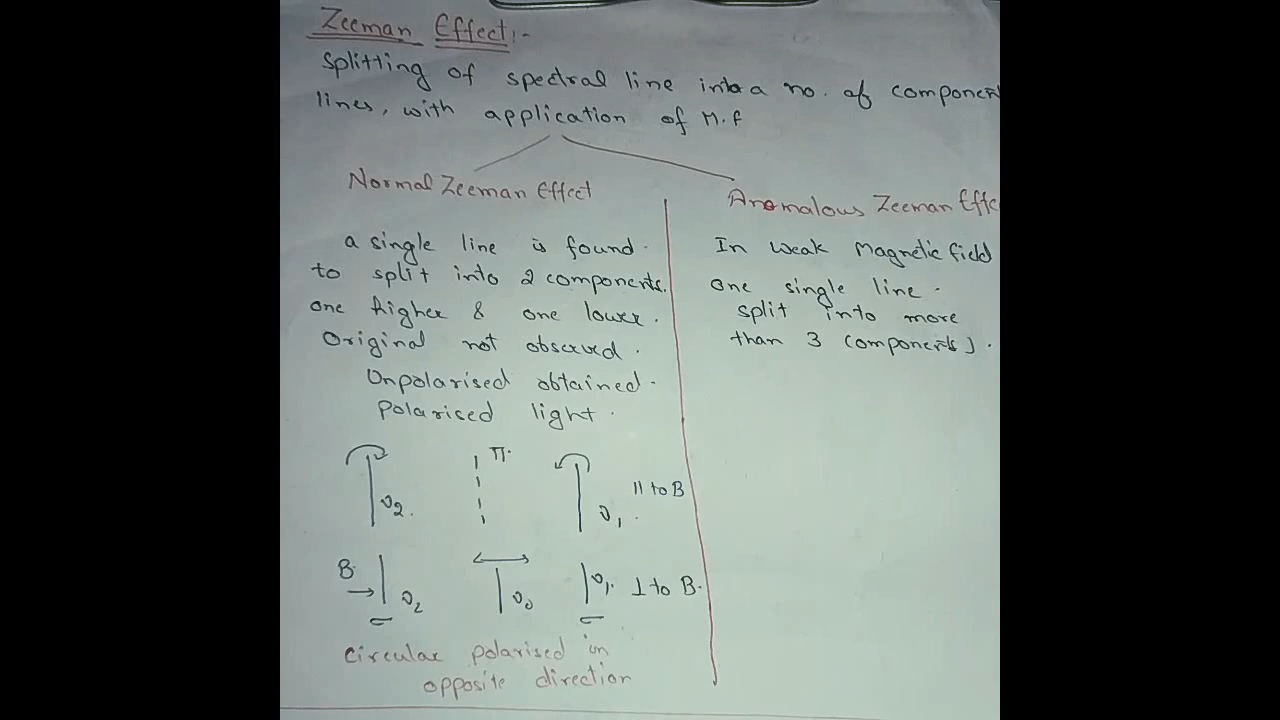 Zeeman Effect:-
Splitting of spectral line into a no. of componen
lines, with application of M.F
Normal Zeeman Effect
a single line is found.
to split into 2 components.
one higher & one lower.
Original not observed.
Unpolarised obtained.
polarised light.
π.
ν2.
ν1.
11 to B
B.
ν2
ν0
ν1.
⊥ to B.
circular polarised in
opposite direction
Anomalous Zeeman Effe
In weak Magnetic field
one single line.
split into more
than 3 components).